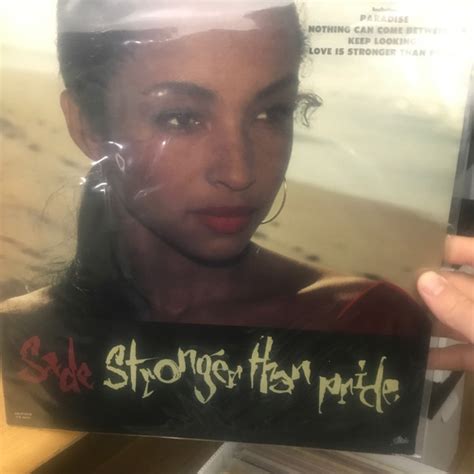 PARADISE
NOTHING CAN COME BETWEEN
KEEP LOOKING
LOVE IS STRONGER THAN
Sade Stronger than pride